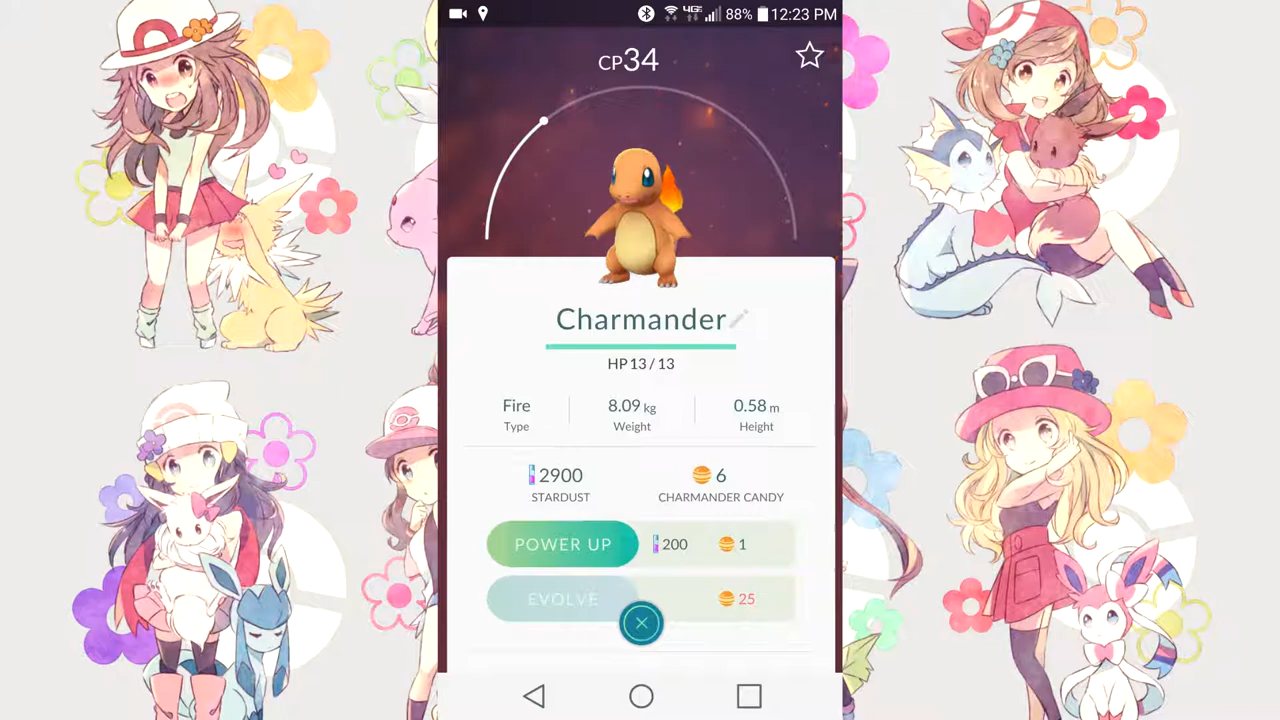 4G 88% 12:23 PM
CP34
Charmander
HP 13 / 13
Fire 8.09 kg 0.58 m
Type Weight Height
2900 6
STARDUST CHARMANDER CANDY
POWER UP 200 1
EVOLVE 25